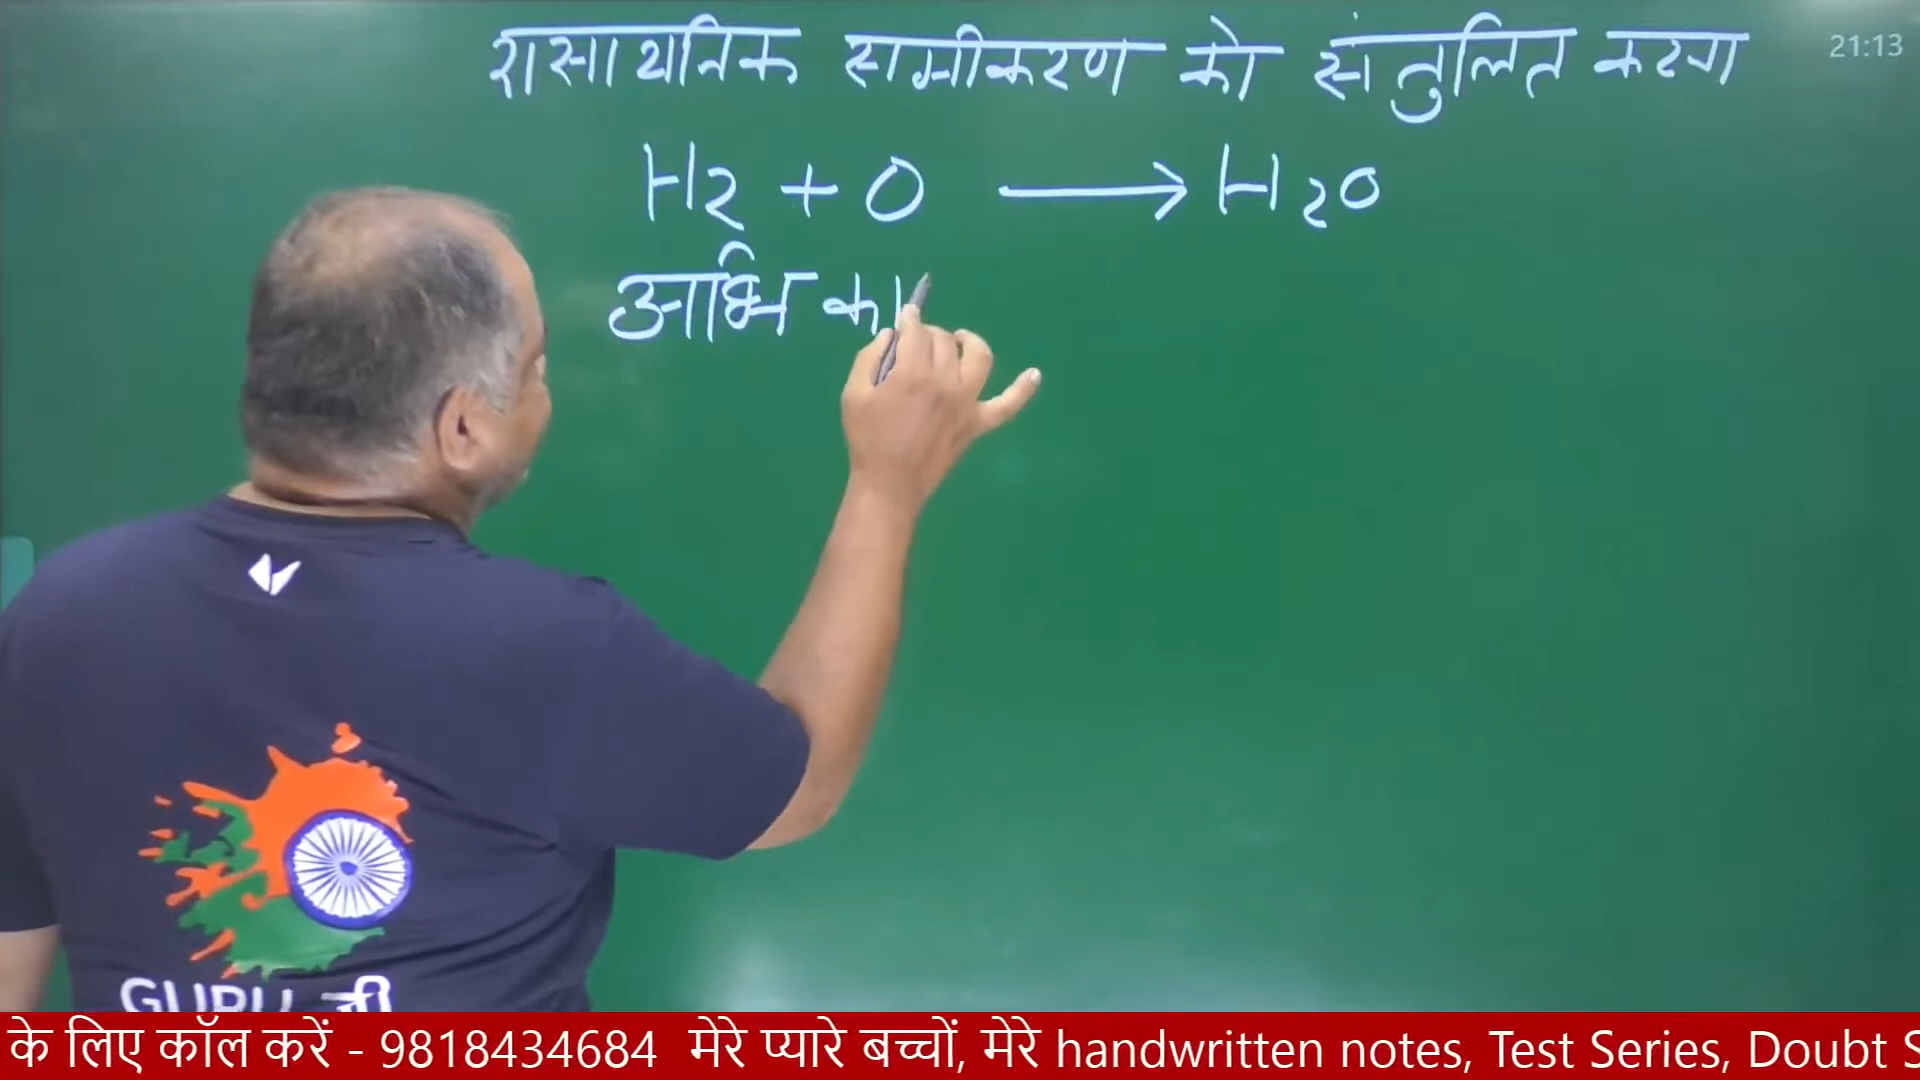 रासायनिक समीकरण को संतुलित करना
21:13
H2 + O ⟶ H2O
अभिका
GURU जी
के लिए कॉल करें - 9818434684 मेरे प्यारे बच्चों, मेरे handwritten notes, Test Series, Doubt S